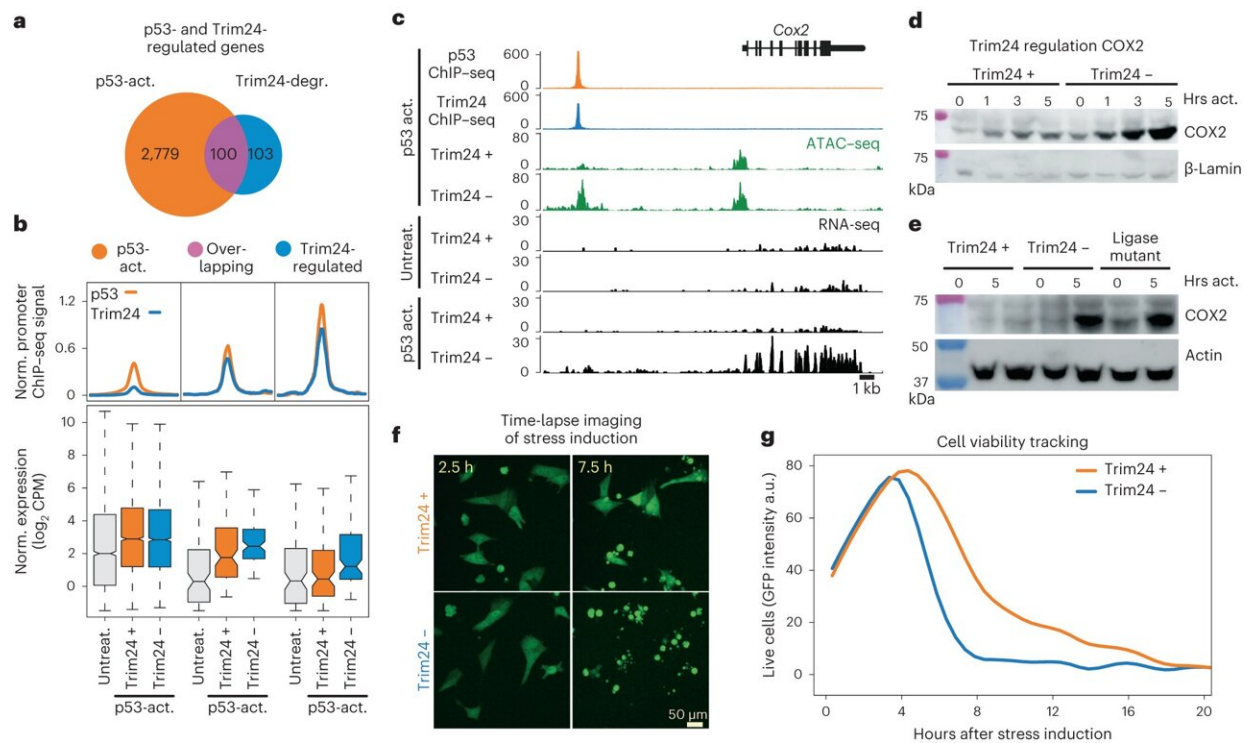 a
p53- and Trim24-
regulated genes
p53-act.
Trim24-degr.
2,779
100
103
b
p53-
act.
Over-
lapping
Trim24-
regulated
p53
Trim24
Norm. promoter
ChIP–seq signal
1.2
0.6
0
Norm. expression
(log2 CPM)
10
8
6
4
2
0
Untreat.
Trim24 +
Trim24 –
Untreat.
Trim24 +
Trim24 –
Untreat.
Trim24 +
Trim24 –
p53-act.
p53-act.
p53-act.
c
Cox2
p53 act.
p53
ChIP–seq
600
0
Trim24
ChIP–seq
600
0
Trim24 +
80
0
ATAC–seq
Trim24 –
80
0
Untreat.
Trim24 +
30
0
RNA-seq
Trim24 –
30
0
p53 act.
Trim24 +
30
0
Trim24 –
30
0
1 kb
d
Trim24 regulation COX2
Trim24 +
Trim24 –
0 1 3 5 0 1 3 5 Hrs act.
75
COX2
75
β-Lamin
kDa
e
Trim24 +
Trim24 –
Ligase
mutant
0 5 0 5 0 5 Hrs act.
75
COX2
50
Actin
37
kDa
f
Time-lapse imaging
of stress induction
2.5 h
7.5 h
Trim24 +
Trim24 –
50 μm
g
Cell viability tracking
Trim24 +
Trim24 –
Live cells (GFP intensity a.u.)
80
60
40
20
0
0 4 8 12 16 20
Hours after stress induction